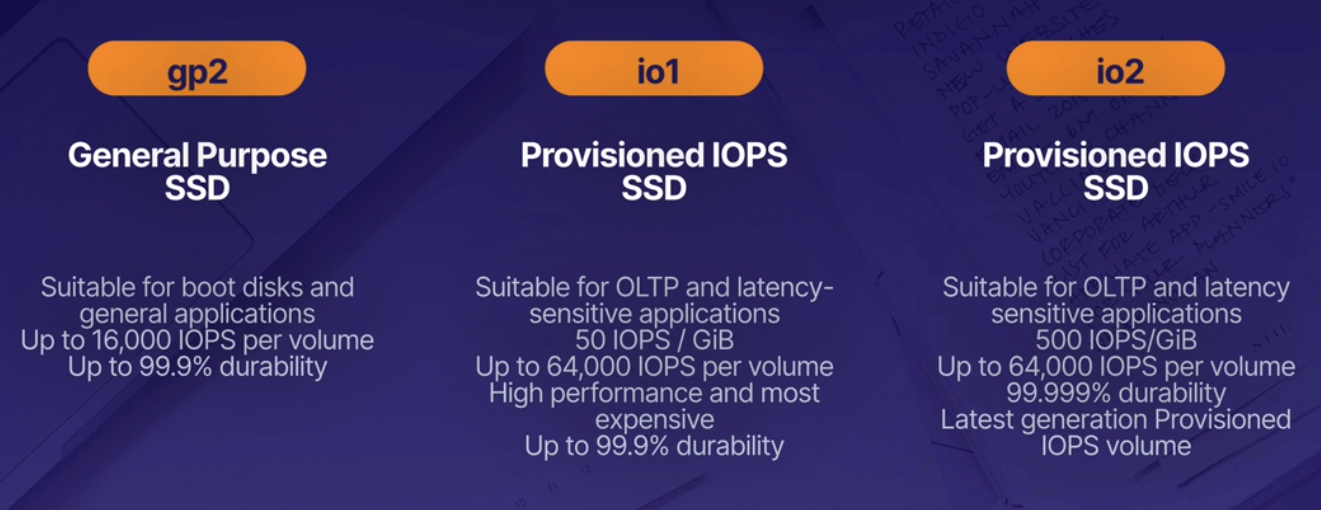 gp2
General Purpose
SSD
Suitable for boot disks and
general applications
Up to 16,000 IOPS per volume
Up to 99.9% durability
io1
Provisioned IOPS
SSD
Suitable for OLTP and latency-
sensitive applications
50 IOPS / GiB
Up to 64,000 IOPS per volume
High performance and most
expensive
Up to 99.9% durability
io2
Provisioned IOPS
SSD
Suitable for OLTP and latency
sensitive applications
500 IOPS/GiB
Up to 64,000 IOPS per volume
99.999% durability
Latest generation Provisioned
IOPS volume
INDIGO
SAVANNAH
NEW WEBSITE